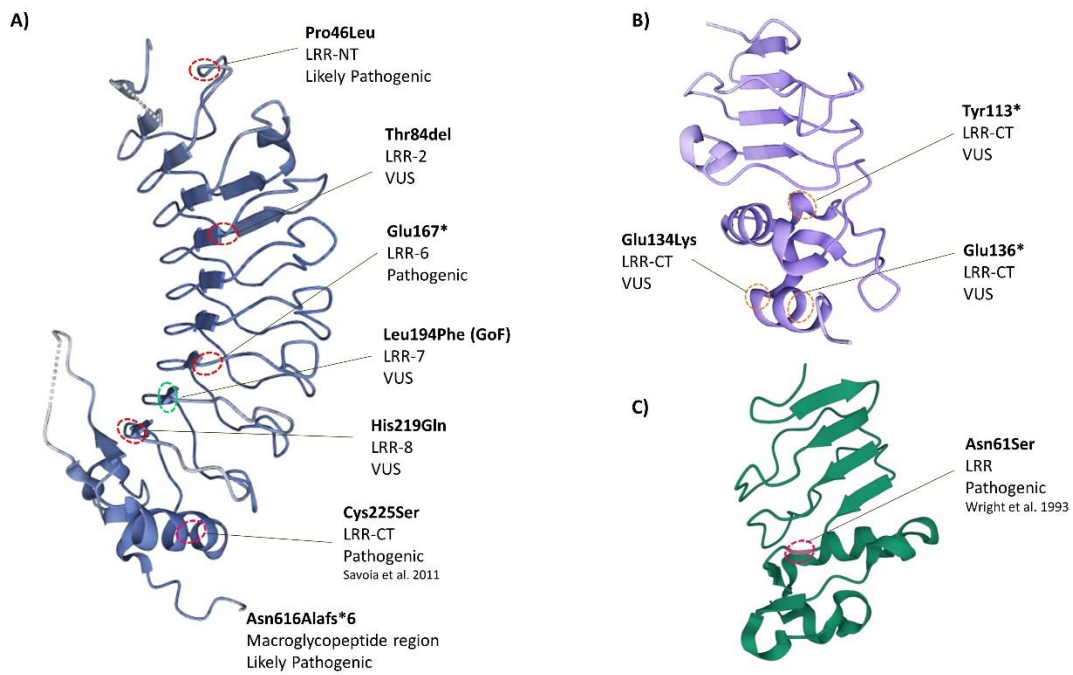 A)
Pro46Leu
LRR-NT
Likely Pathogenic
Thr84del
LRR-2
VUS
Glu167*
LRR-6
Pathogenic
Leu194Phe (GoF)
LRR-7
VUS
His219Gln
LRR-8
VUS
Cys225Ser
LRR-CT
Pathogenic
Savoia et al. 2011
Asn616Alafs*6
Macroglycopeptide region
Likely Pathogenic
B)
Tyr113*
LRR-CT
VUS
Glu134Lys
LRR-CT
VUS
Glu136*
LRR-CT
VUS
C)
Asn61Ser
LRR
Pathogenic
Wright et al. 1993